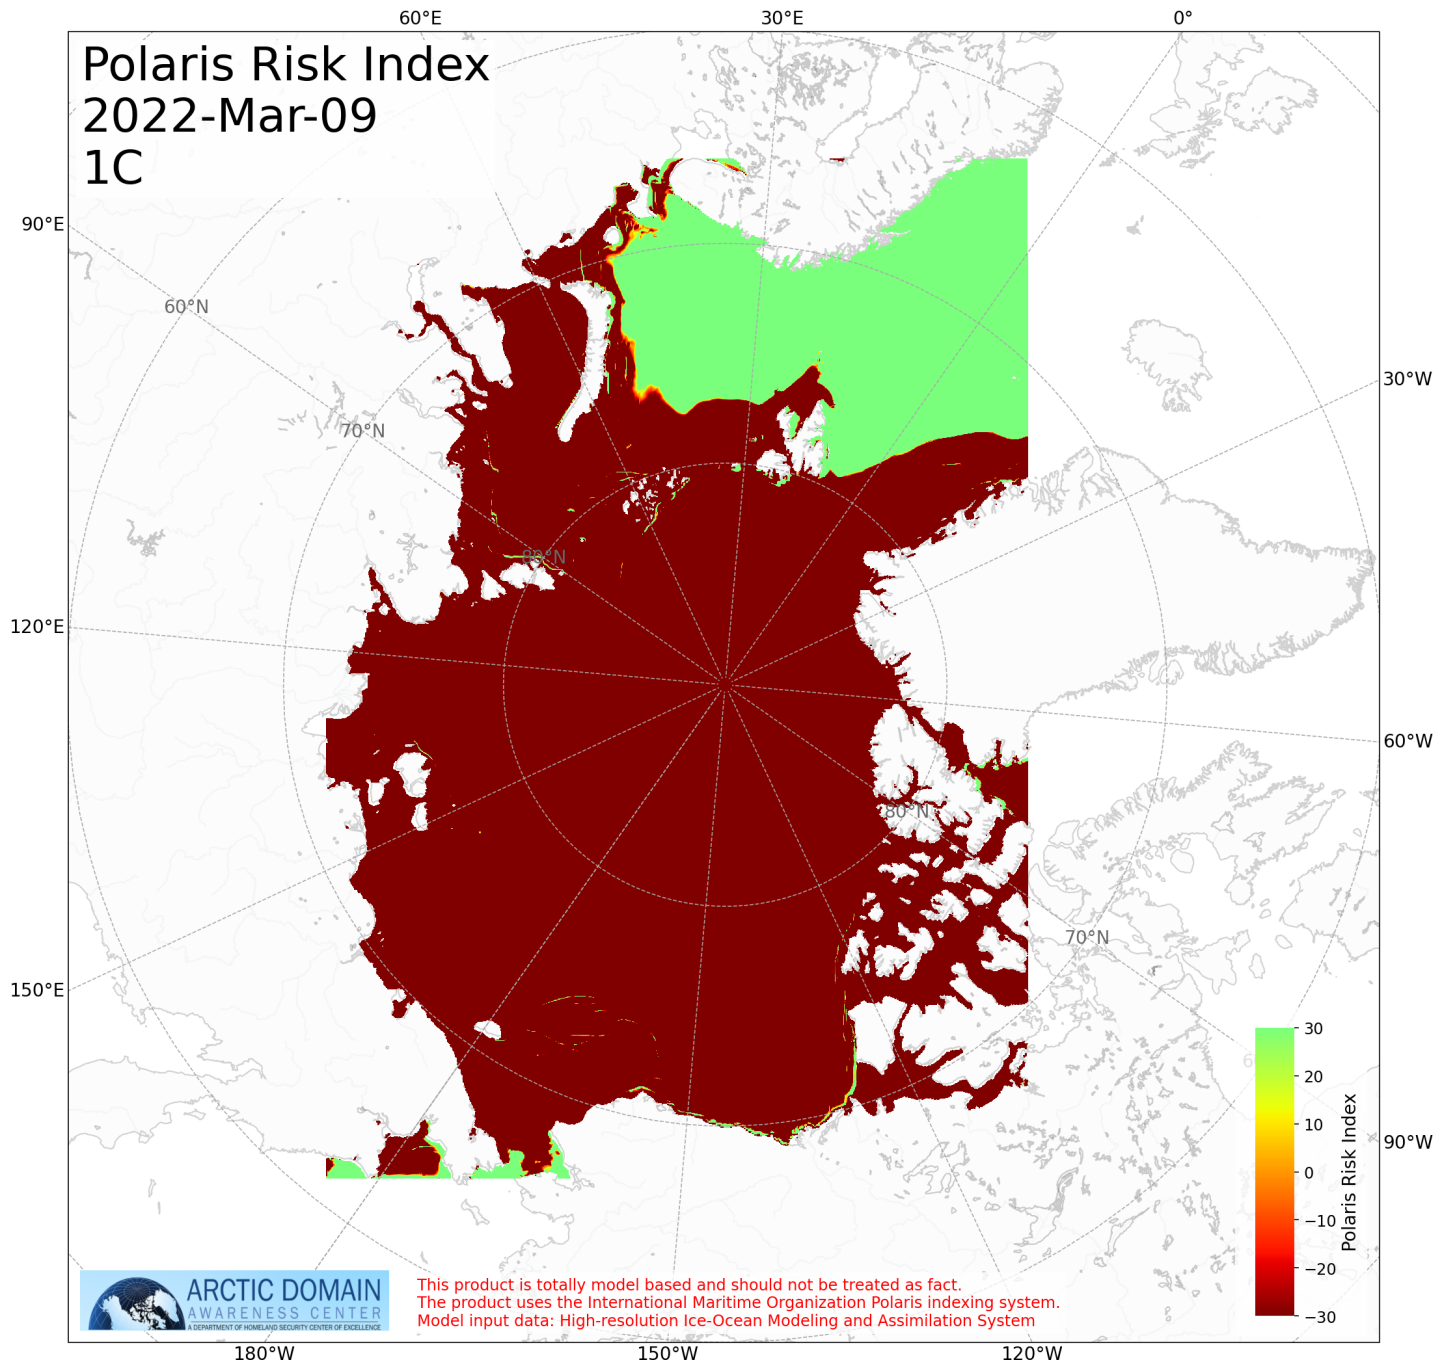 60°E 30°E 0°
Polaris Risk Index
2022-Mar-09
1C
90°E
60°N
30°W
70°N
80°N
120°E
60°W
80°N
70°N
150°E
30
20
10
0
−10
−20
−30
Polaris Risk Index
90°W
ARCTIC DOMAIN
AWARENESS CENTER
A DEPARTMENT OF HOMELAND SECURITY CENTER OF EXCELLENCE
This product is totally model based and should not be treated as fact.
The product uses the International Maritime Organization Polaris indexing system.
Model input data: High-resolution Ice-Ocean Modeling and Assimilation System
180°W 150°W 120°W